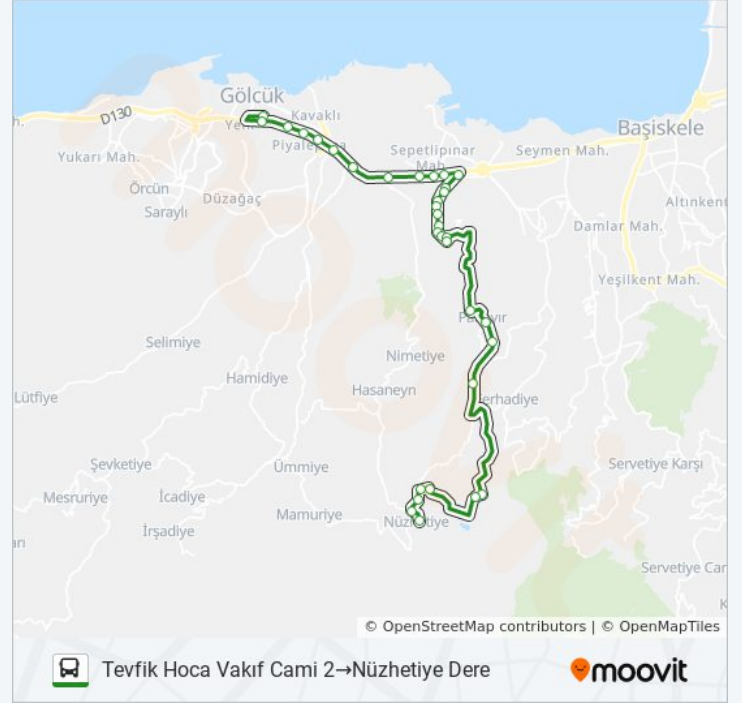 Gölcük
D130
Kavaklı
Piyalepaşa
Yukarı Mah.
Sepetlipınar
Mah.
Seymen Mah.
Başiskele
Örcün
Saraylı
Düzağaç
Altınkent
Damlar Mah.
Yeşilkent Mah.
Selimiye
Nimetiye
Hamidiye
Hasaneyn
Lütfiye
Şevketiye
Ümmiye
Servetiye Karşı
Mesruriye
İcadiye
Mamuriye
Nüzhetiye
İrşadiye
Servetiye Cam
© OpenStreetMap contributors | © OpenMapTiles
Tevfik Hoca Vakıf Cami 2→Nüzhetiye Dere
moovit